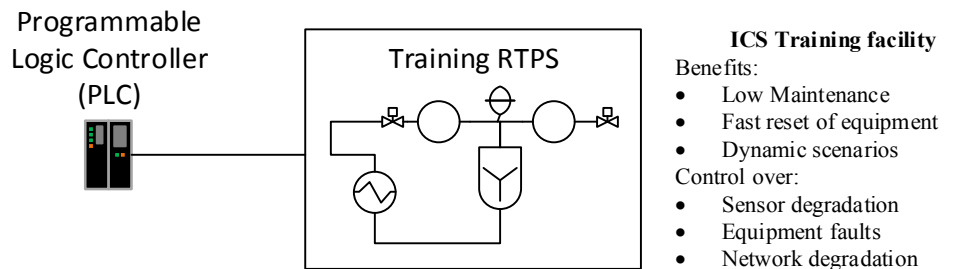 Programmable
Logic Controller
(PLC)
Training RTPS
ICS Training facility
Benefits:
• Low Maintenance
• Fast reset of equipment
• Dynamic scenarios
Control over:
• Sensor degradation
• Equipment faults
• Network degradation